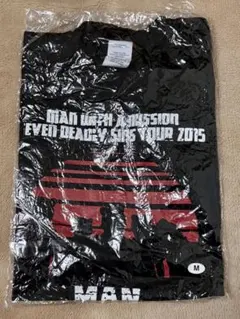 MAN WITH A MISSION
EVEN DEADLY SINS TOUR 2015
M
MAN